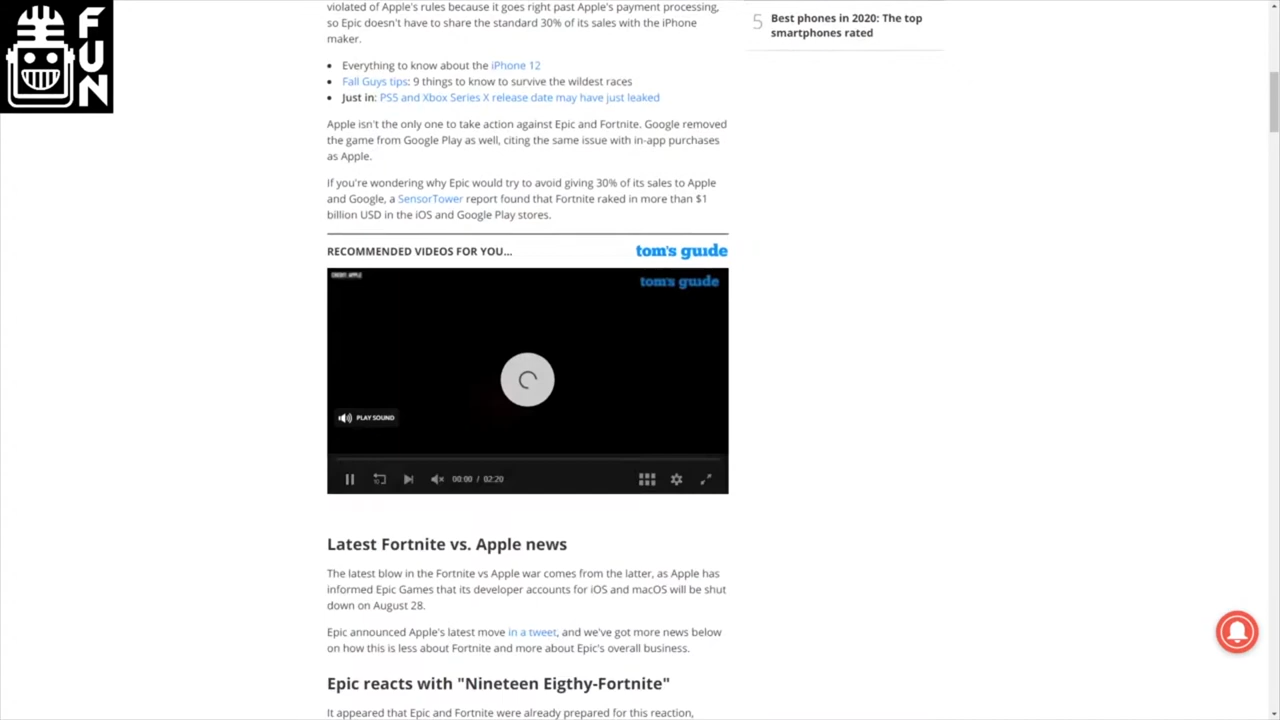 FUN
violated of Apple's rules because it goes right past Apple's payment processing,
so Epic doesn't have to share the standard 30% of its sales with the iPhone
maker.
• Everything to know about the iPhone 12
• Fall Guys tips: 9 things to know to survive the wildest races
• Just in: PS5 and Xbox Series X release date may have just leaked
Apple isn't the only one to take action against Epic and Fortnite. Google removed
the game from Google Play as well, citing the same issue with in-app purchases
as Apple.
If you're wondering why Epic would try to avoid giving 30% of its sales to Apple
and Google, a SensorTower report found that Fortnite raked in more than $1
billion USD in the iOS and Google Play stores.
RECOMMENDED VIDEOS FOR YOU... tom's guide
CREDIT: APPLE
tom's guide
PLAY SOUND
00:00 / 02:20
Latest Fortnite vs. Apple news
The latest blow in the Fortnite vs Apple war comes from the latter, as Apple has
informed Epic Games that its developer accounts for iOS and macOS will be shut
down on August 28.
Epic announced Apple's latest move in a tweet, and we've got more news below
on how this is less about Fortnite and more about Epic's overall business.
Epic reacts with "Nineteen Eigthy-Fortnite"
It appeared that Epic and Fortnite were already prepared for this reaction,
5 Best phones in 2020: The top
smartphones rated